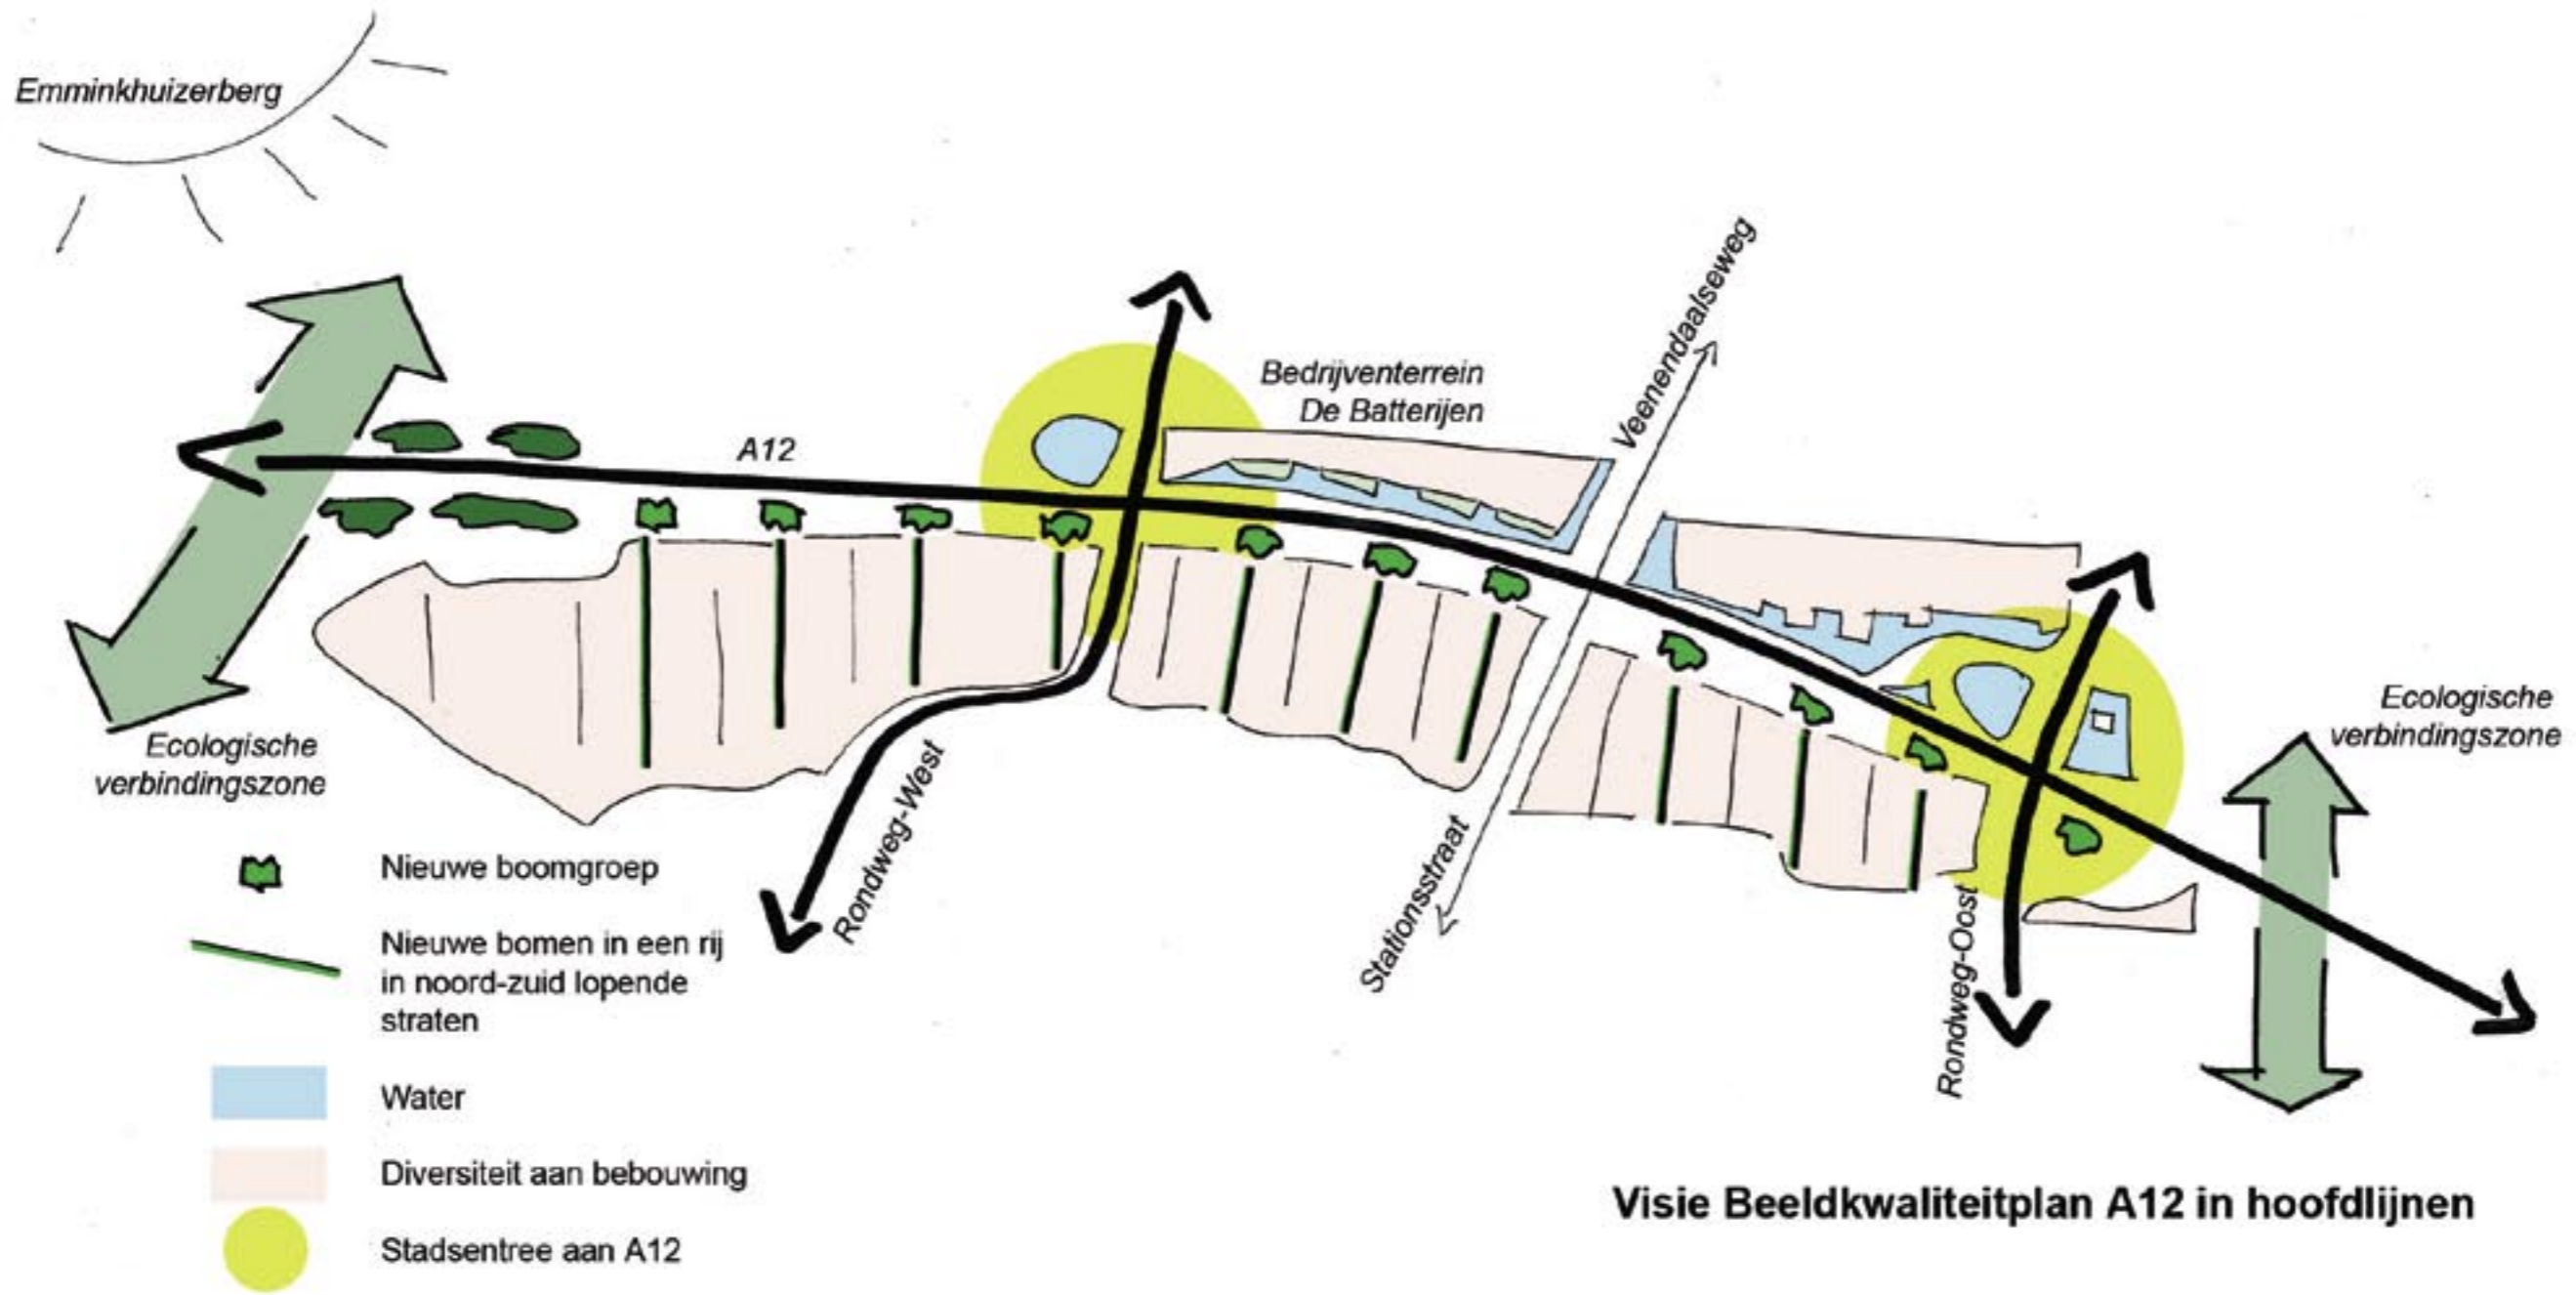 Emminkhuizerberg
Veenendaalseweg
Bedrijventerrein
De Batterijen
A12
Ecologische
verbindingszone
Ecologische
verbindingszone
Rondweg-West
Stationsstraat
Rondweg-Oost
Nieuwe boomgroep
Nieuwe bomen in een rij
in noord-zuid lopende
straten
Water
Diversiteit aan bebouwing
Stadsentree aan A12
Visie Beeldkwaliteitplan A12 in hoofdlijnen